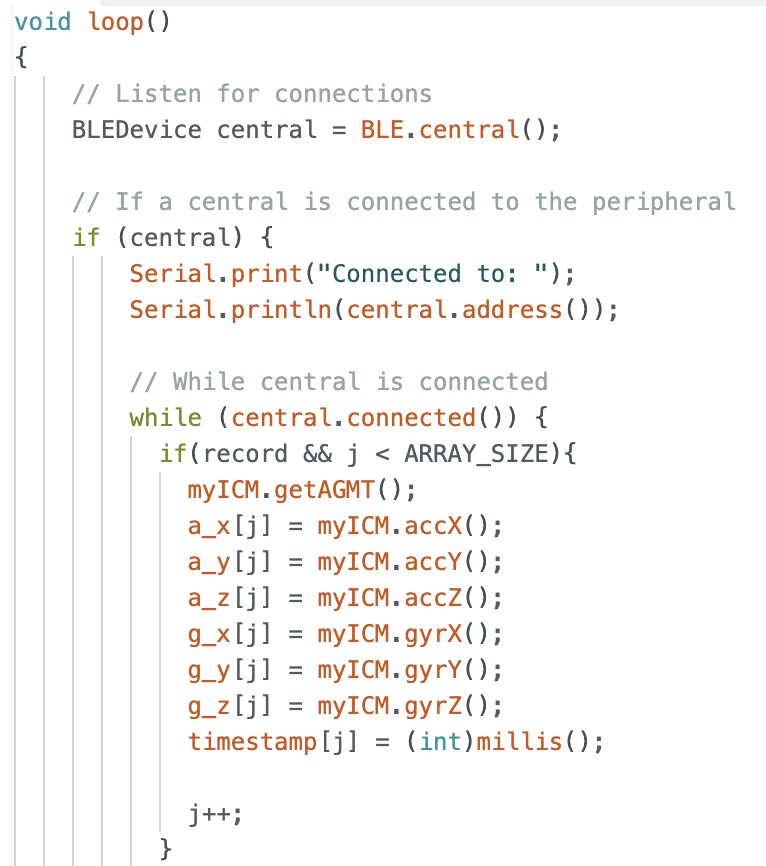 void loop()
{
// Listen for connections
BLEDevice central = BLE.central();
// If a central is connected to the peripheral
if (central) {
Serial.print("Connected to: ");
Serial.println(central.address());
// While central is connected
while (central.connected()) {
if(record && j < ARRAY_SIZE){
myICM.getAGMT();
a_x[j] = myICM.accX();
a_y[j] = myICM.accY();
a_z[j] = myICM.accZ();
g_x[j] = myICM.gyrX();
g_y[j] = myICM.gyrY();
g_z[j] = myICM.gyrZ();
timestamp[j] = (int)millis();
j++;
}